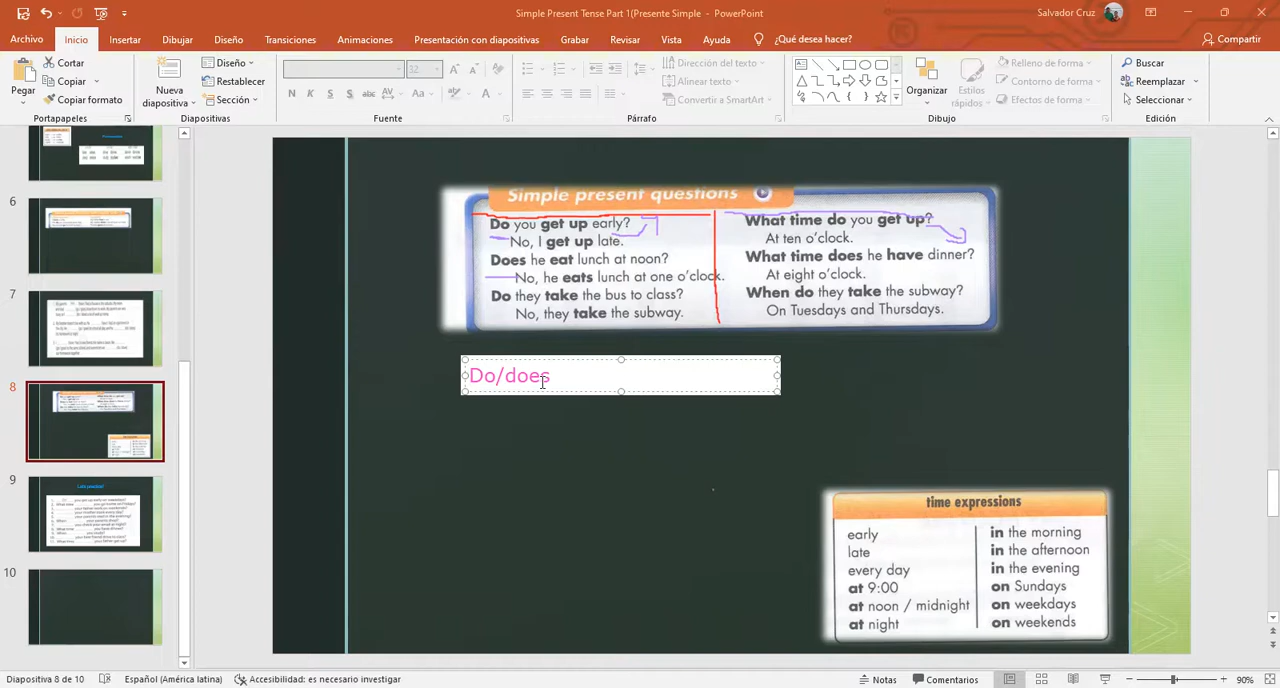 Simple Present Tense Part 1(Presente Simple - PowerPoint
Salvador Cruz
Archivo Inicio Insertar Dibujar Diseño Transiciones Animaciones Presentación con diapositivas Grabar Revisar Vista Ayuda ¿Qué desea hacer? Compartir
Pegar
Cortar
Copiar
Copiar formato
Portapapeles
Nueva diapositiva
Diseño
Restablecer
Sección
Diapositivas
32
N K S S abc AV Aa A
Fuente
Dirección del texto
Alinear texto
Convertir a SmartArt
Párrafo
Organizar
Estilos rápidos
Relleno de forma
Contorno de forma
Efectos de forma
Dibujo
Buscar
Reemplazar
Seleccionar
Edición
6
7
8
9
Lets practice!
10
Simple present questions
Do you get up early?
No, I get up late.
Does he eat lunch at noon?
No, he eats lunch at one o'clock.
Do they take the bus to class?
No, they take the subway.
What time do you get up?
At ten o'clock.
What time does he have dinner?
At eight o'clock.
When do they take the subway?
On Tuesdays and Thursdays.
Do/does
time expressions
early
late
every day
at 9:00
at noon / midnight
at night
in the morning
in the afternoon
in the evening
on Sundays
on weekdays
on weekends
Diapositiva 8 de 10 Español (América latina) Accesibilidad: es necesario investigar Notas Comentarios 90%